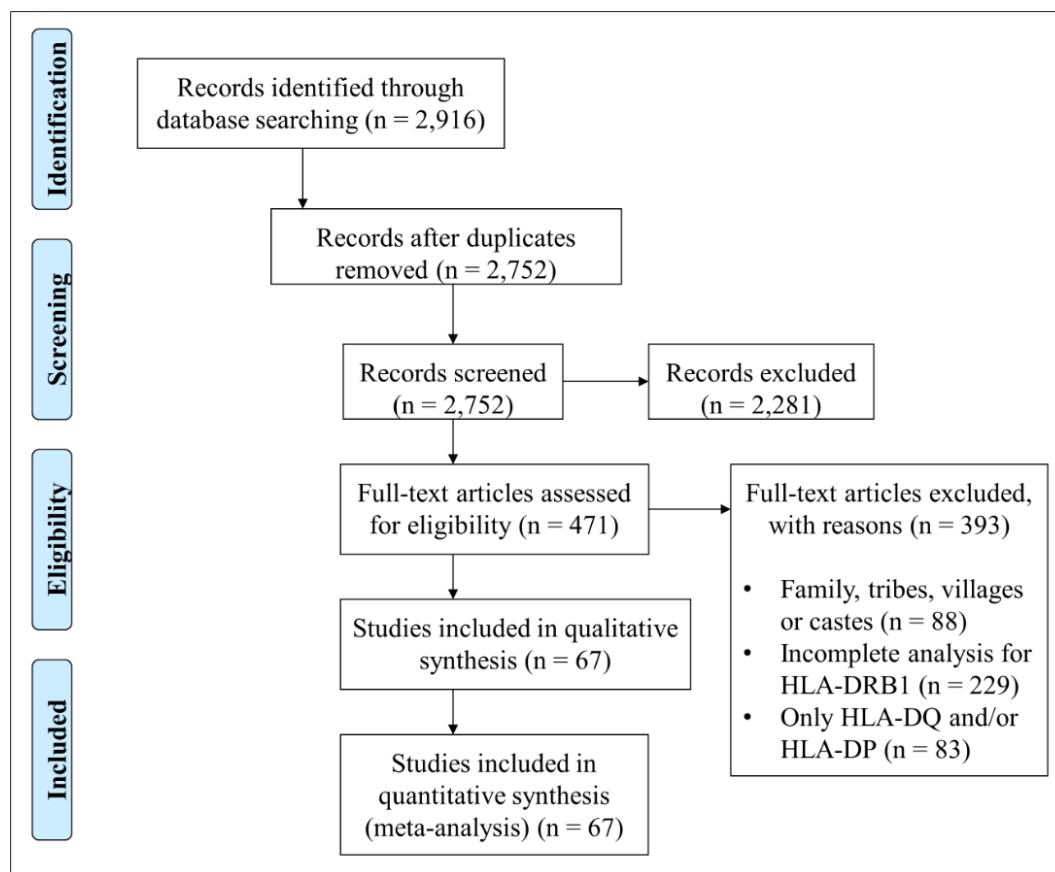 Identification
Records identified through
database searching (n = 2,916)
Records after duplicates
removed (n = 2,752)
Screening
Records screened
(n = 2,752)
Records excluded
(n = 2,281)
Eligibility
Full-text articles assessed
for eligibility (n = 471)
Full-text articles excluded,
with reasons (n = 393)
• Family, tribes, villages
or castes (n = 88)
• Incomplete analysis for
HLA-DRB1 (n = 229)
• Only HLA-DQ and/or
HLA-DP (n = 83)
Studies included in qualitative
synthesis (n = 67)
Included
Studies included in
quantitative synthesis
(meta-analysis) (n = 67)